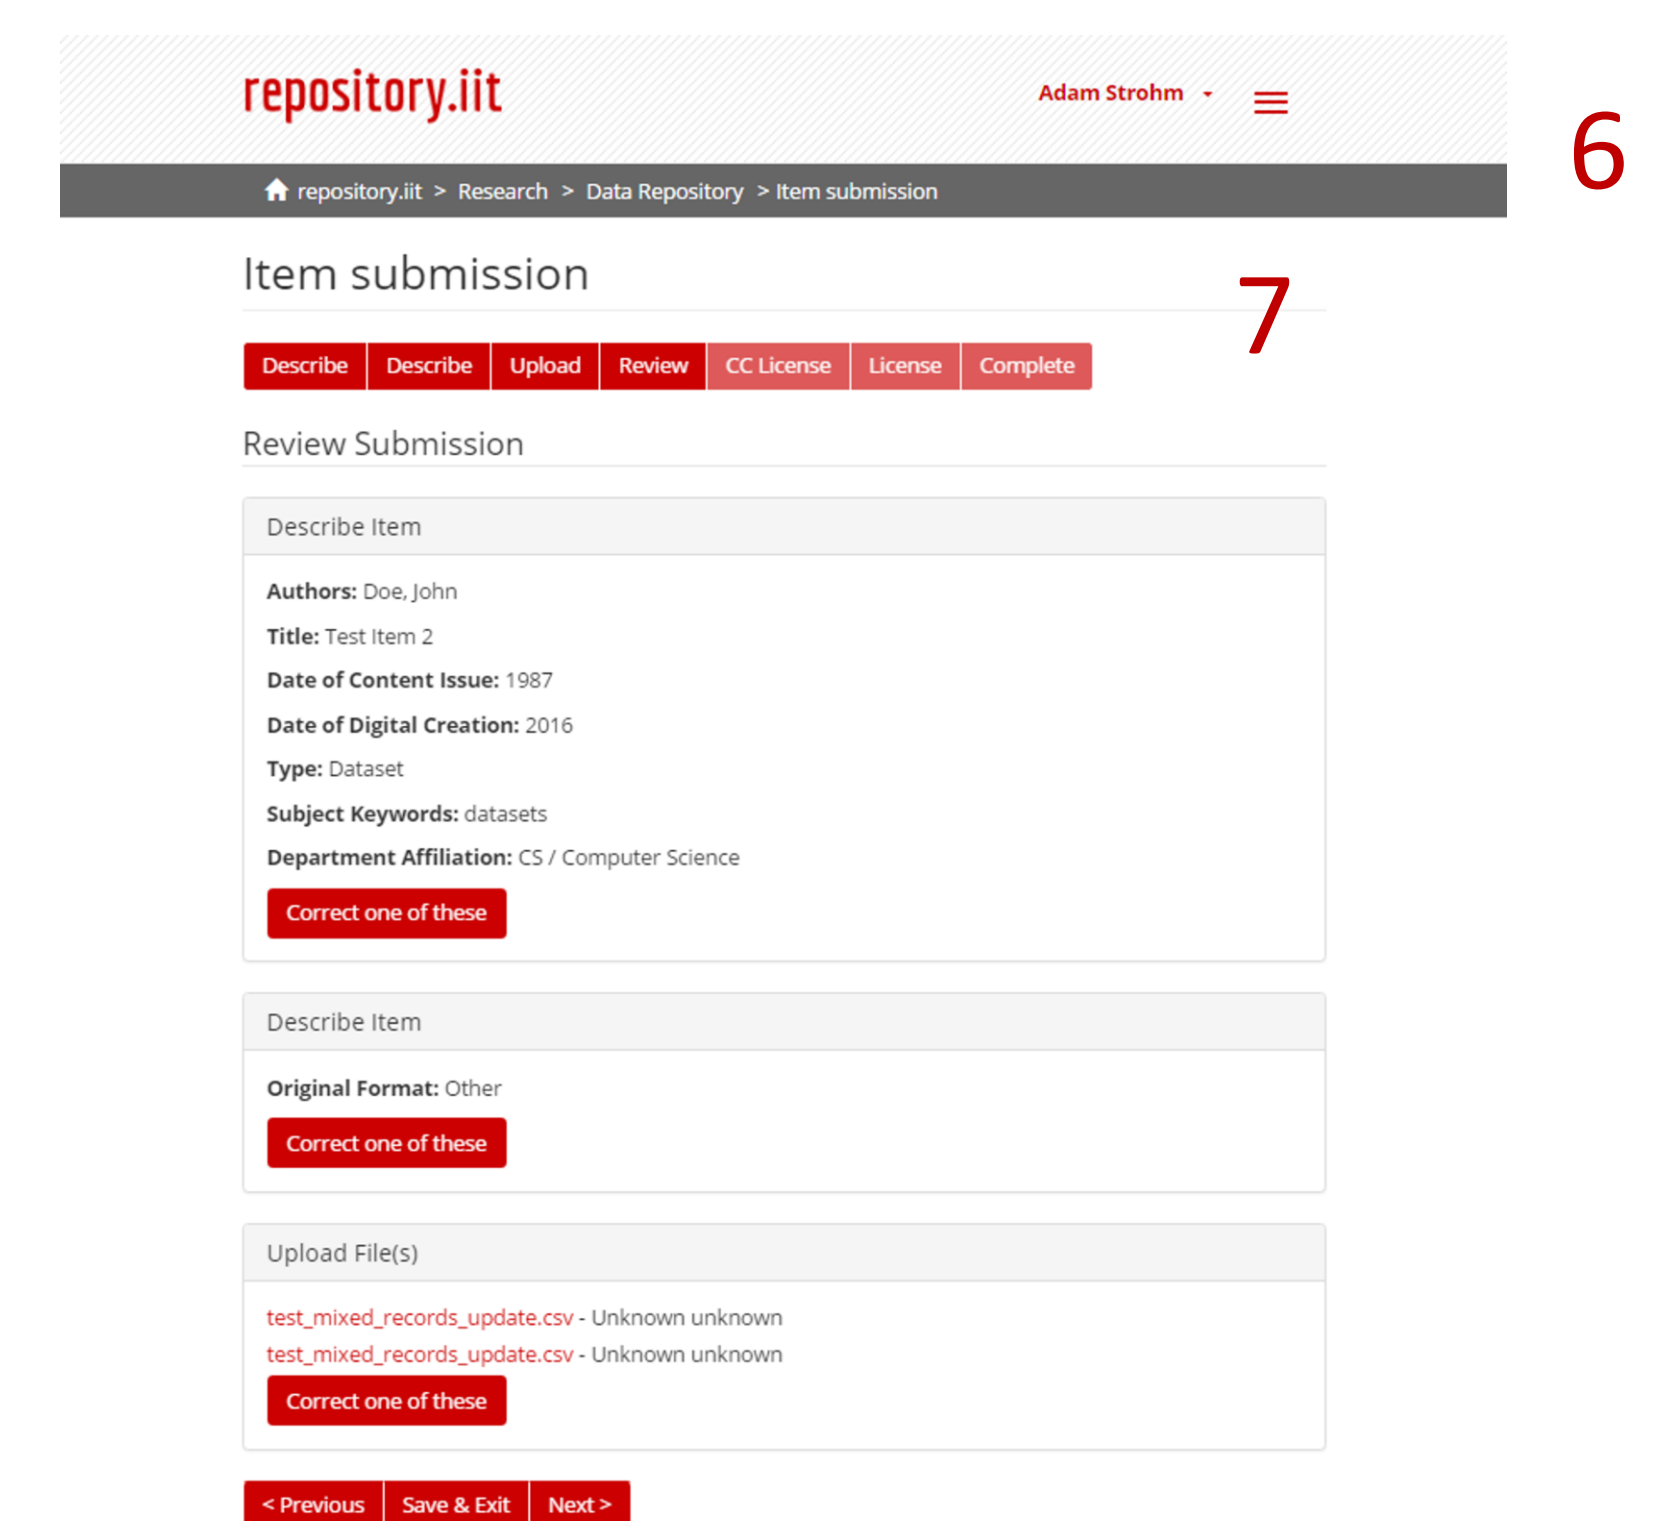 repository.iit
Adam Strohm
6
repository.iit > Research > Data Repository > Item submission
Item submission
7
Describe Describe Upload Review CC License License Complete
Review Submission
Describe Item
Authors: Doe, John
Title: Test Item 2
Date of Content Issue: 1987
Date of Digital Creation: 2016
Type: Dataset
Subject Keywords: datasets
Department Affiliation: CS / Computer Science
Correct one of these
Describe Item
Original Format: Other
Correct one of these
Upload File(s)
test_mixed_records_update.csv - Unknown unknown
test_mixed_records_update.csv - Unknown unknown
Correct one of these
< Previous Save & Exit Next >